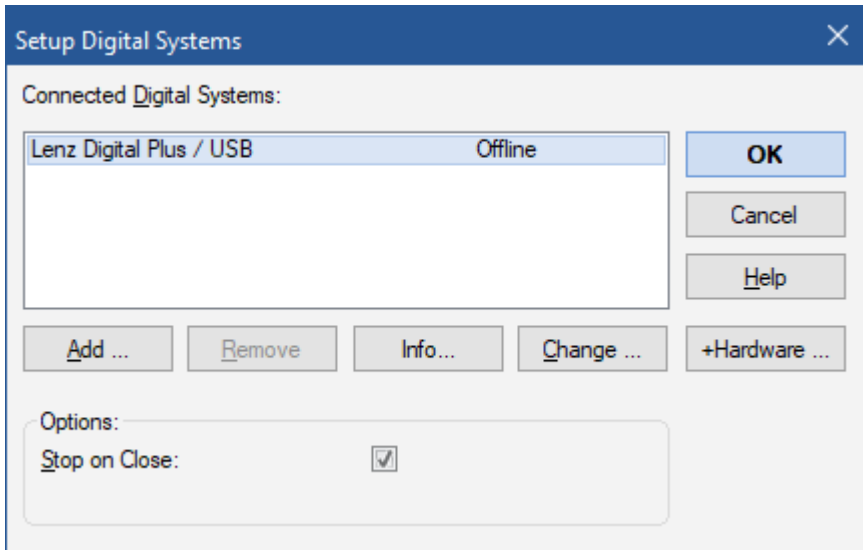 Setup Digital Systems
Connected Digital Systems:
Lenz Digital Plus / USB Offline
OK
Cancel
Help
Add ... Remove Info... Change ... +Hardware ...
Options:
Stop on Close: